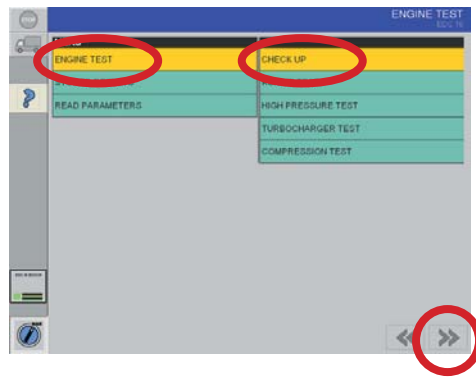 ENGINE TEST
ENGINE TEST
CHECK UP
READ PARAMETERS
HIGH PRESSURE TEST
TURBOCHARGER TEST
COMPRESSION TEST